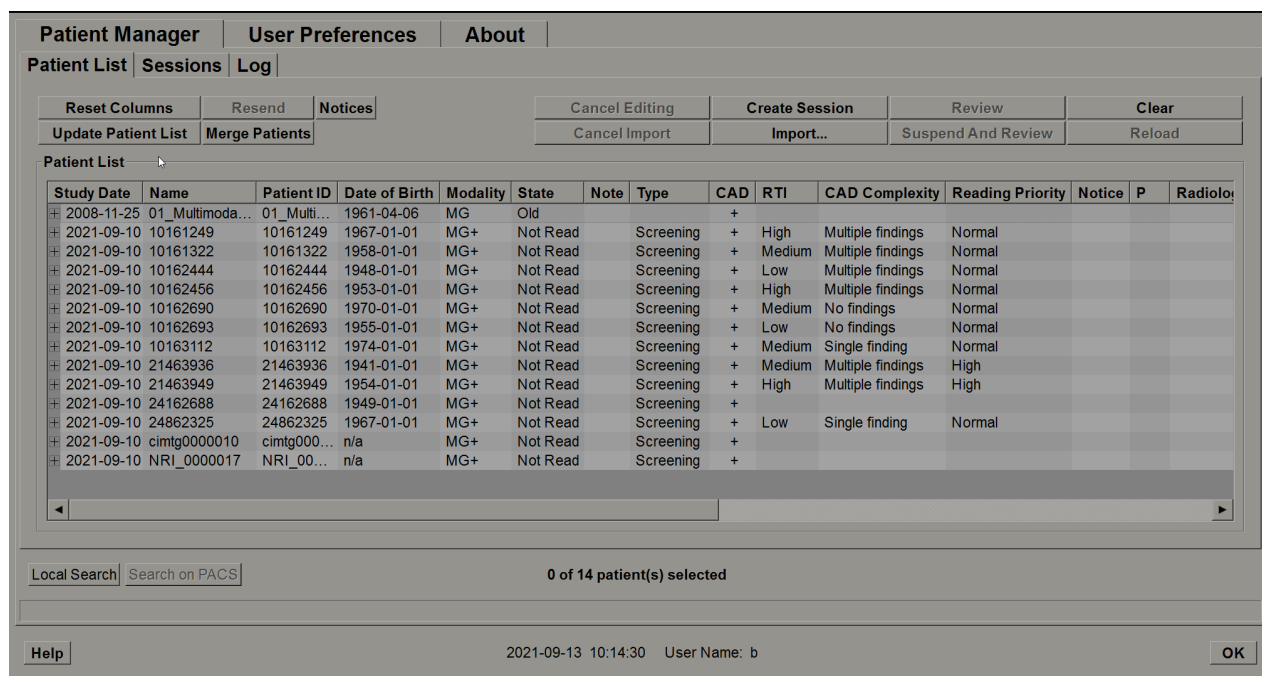 Patient Manager User Preferences About
Patient List Sessions Log
Reset Columns Resend Notices Cancel Editing Create Session Review Clear
Update Patient List Merge Patients Cancel Import Import... Suspend And Review Reload
Patient List
Study Date Name Patient ID Date of Birth Modality State Note Type CAD RTI CAD Complexity Reading Priority Notice P Radiolog
+ 2008-11-25 01_Multimoda... 01_Multi... 1961-04-06 MG Old +
+ 2021-09-10 10161249 10161249 1967-01-01 MG+ Not Read Screening + High Multiple findings Normal
+ 2021-09-10 10161322 10161322 1958-01-01 MG+ Not Read Screening + Medium Multiple findings Normal
+ 2021-09-10 10162444 10162444 1948-01-01 MG+ Not Read Screening + Low Multiple findings Normal
+ 2021-09-10 10162456 10162456 1953-01-01 MG+ Not Read Screening + High Multiple findings Normal
+ 2021-09-10 10162690 10162690 1970-01-01 MG+ Not Read Screening + Medium No findings Normal
+ 2021-09-10 10162693 10162693 1955-01-01 MG+ Not Read Screening + Low No findings Normal
+ 2021-09-10 10163112 10163112 1974-01-01 MG+ Not Read Screening + Medium Single finding Normal
+ 2021-09-10 21463936 21463936 1941-01-01 MG+ Not Read Screening + Medium Multiple findings High
+ 2021-09-10 21463949 21463949 1954-01-01 MG+ Not Read Screening + High Multiple findings High
+ 2021-09-10 24162688 24162688 1949-01-01 MG+ Not Read Screening +
+ 2021-09-10 24862325 24862325 1967-01-01 MG+ Not Read Screening + Low Single finding Normal
+ 2021-09-10 cimtg0000010 cimtg000... n/a MG+ Not Read Screening +
+ 2021-09-10 NRI_0000017 NRI_00... n/a MG+ Not Read Screening +
Local Search Search on PACS 0 of 14 patient(s) selected
Help 2021-09-13 10:14:30 User Name: b OK